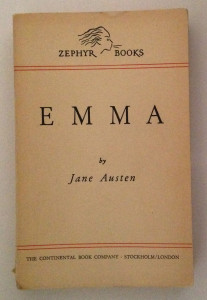 ZEPHYR BOOKS
EMMA
by
Jane Austen
THE CONTINENTAL BOOK COMPANY · STOCKHOLM/LONDON